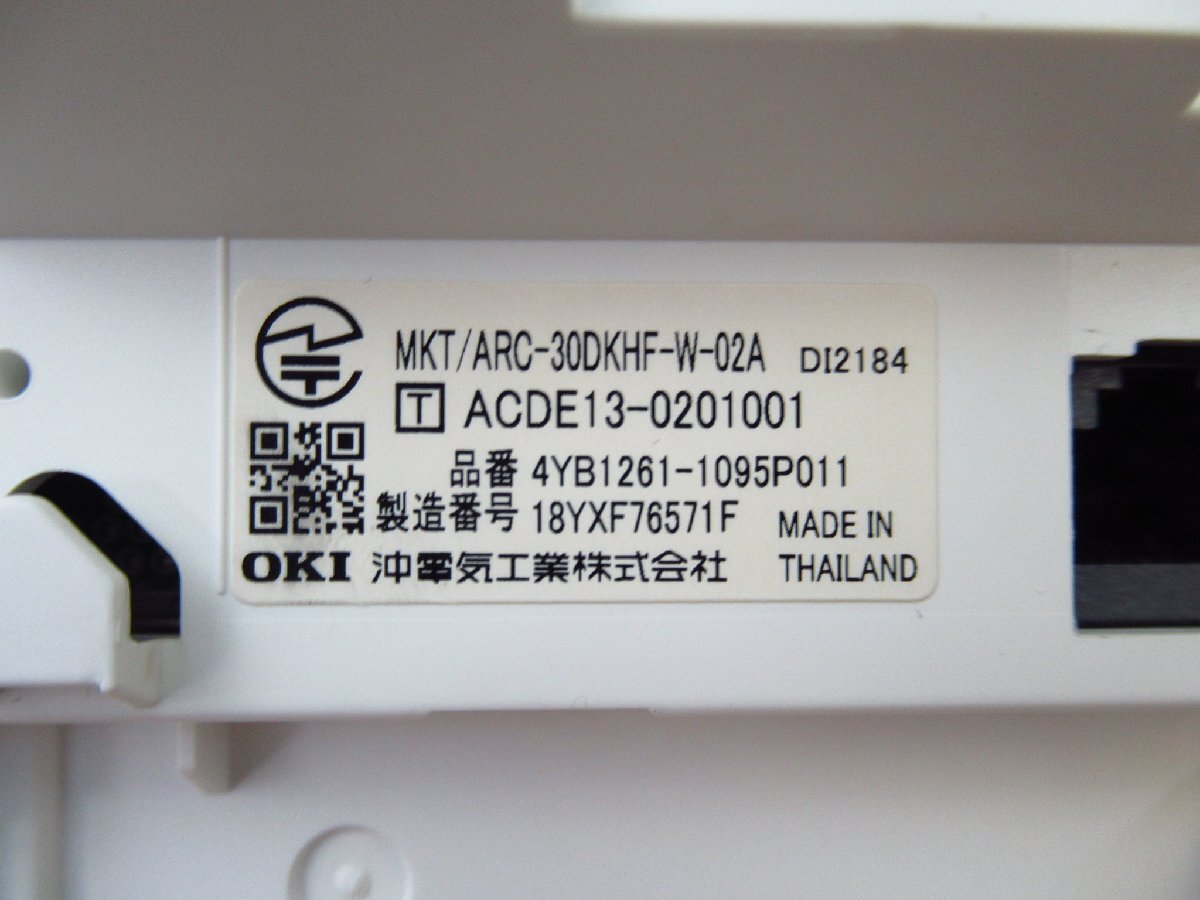 MKT/ARC-30DKHF-W-02A DI2184
T ACDE13-0201001
品番 4YB1261-1095P011
製造番号 18YXF76571F MADE IN
OKI 沖電気工業株式会社 THAILAND